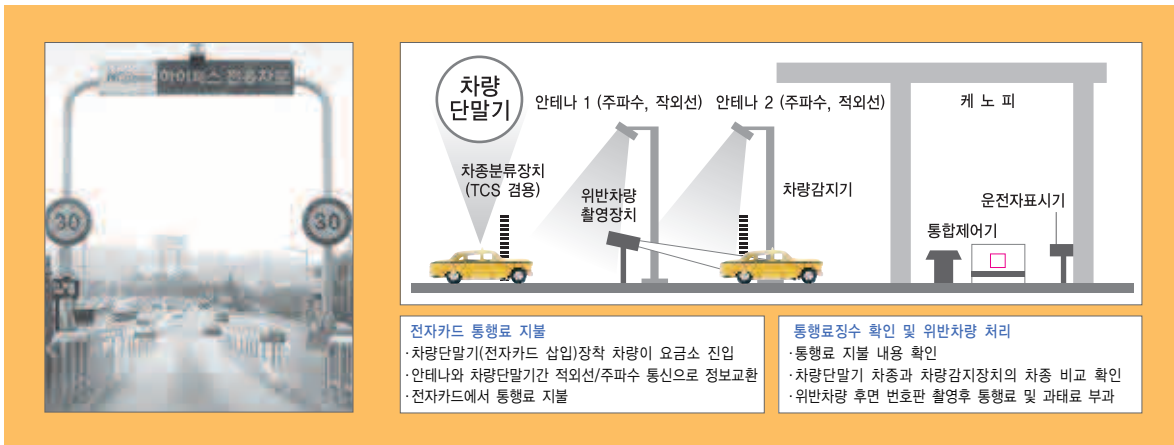 하이패스 전용차로
30
30
차량
단말기
안테나 1 (주파수, 작외선)
안테나 2 (주파수, 적외선)
케 노 피
차종분류장치
(TCS 겸용)
위반차량
촬영장치
차량감지기
운전자표시기
통합제어기
전자카드 통행료 지불
·차량단말기(전자카드 삽입)장착 차량이 요금소 진입
·안테나와 차량단말기간 적외선/주파수 통신으로 정보교환
·전자카드에서 통행료 지불
통행료징수 확인 및 위반차량 처리
·통행료 지불 내용 확인
·차량단말기 차종과 차량감지장치의 차종 비교 확인
·위반차량 후면 번호판 촬영후 통행료 및 과태료 부과